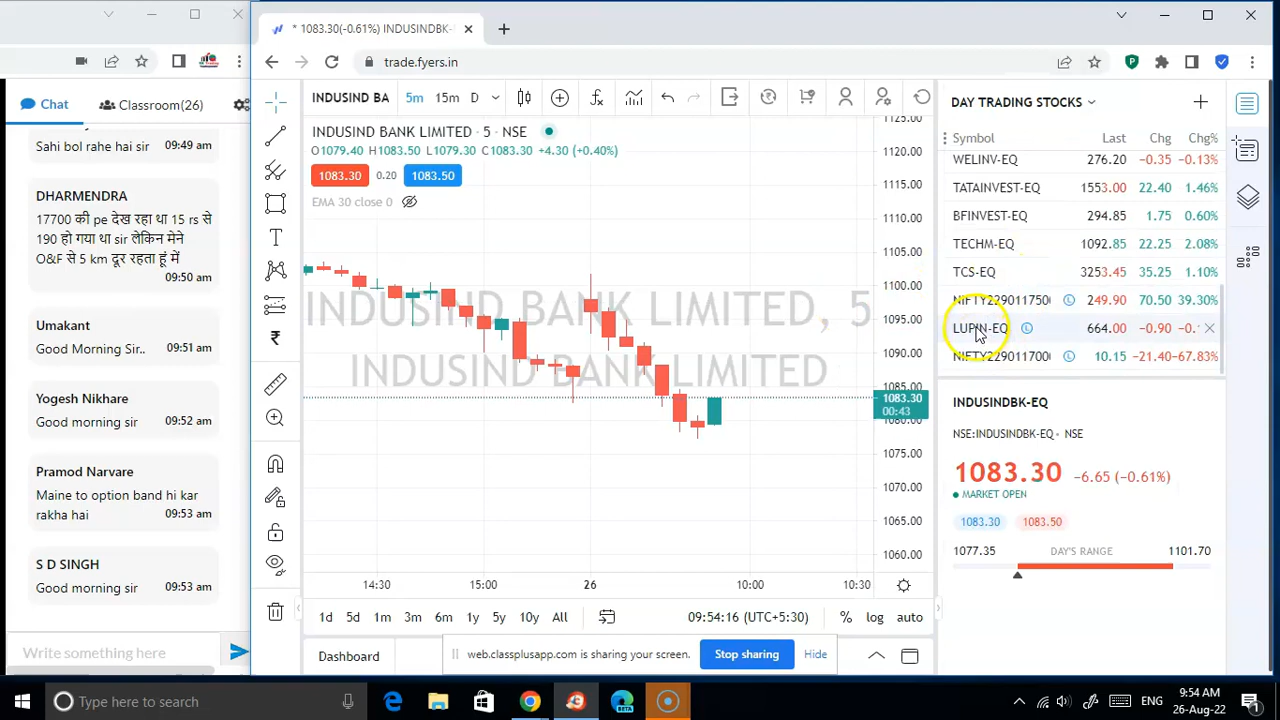 Chat
Classroom(26)
Sahi bol rahe hai sir
09:49 am
DHARMENDRA
17700 की pe देख रहा था 15 rs से
190 हो गया था sir लेकिन मेने
O&F से 5 km दूर रहता हूं में
09:50 am
Umakant
Good Morning Sir..
09:51 am
Yogesh Nikhare
Good morning sir
09:52 am
Pramod Narvare
Maine to option band hi kar
rakha hai
09:53 am
S D SINGH
Good morning sir
09:53 am
Write something here
* 1083.30(-0.61%) INDUSINDBK-
trade.fyers.in
INDUSIND BA 5m 15m D
INDUSIND BANK LIMITED · 5 · NSE
O1079.40 H1083.50 L1079.30 C1083.30 +4.30 (+0.40%)
1083.30 0.20 1083.50
EMA 30 close 0
INDUSIND BANK LIMITED, 5
INDUSIND BANK LIMITED
1125.00
1120.00
1115.00
1110.00
1105.00
1100.00
1095.00
1090.00
1085.00
1083.30
00:43
1080.00
1075.00
1070.00
1065.00
1060.00
14:30 15:00 26 10:00 10:30
1d 5d 1m 3m 6m 1y 5y 10y All
09:54:16 (UTC+5:30) % log auto
Dashboard
web.classplusapp.com is sharing your screen. Stop sharing Hide
DAY TRADING STOCKS
Symbol Last Chg Chg%
WELINV-EQ 276.20 −0.35 −0.13%
TATAINVEST-EQ 1553.00 22.40 1.46%
BFINVEST-EQ 294.85 1.75 0.60%
TECHM-EQ 1092.85 22.25 2.08%
TCS-EQ 3253.45 35.25 1.10%
NIFTY229011750 249.90 70.50 39.30%
LUPIN-EQ 664.00 −0.90
NIFTY229011700 10.15 −21.40 −67.83%
INDUSINDBK-EQ
NSE:INDUSINDBK-EQ • NSE
1083.30 −6.65 (−0.61%)
MARKET OPEN
1083.30 1083.50
1077.35 DAY'S RANGE 1101.70
Type here to search
ENG
9:54 AM
26-Aug-22
1